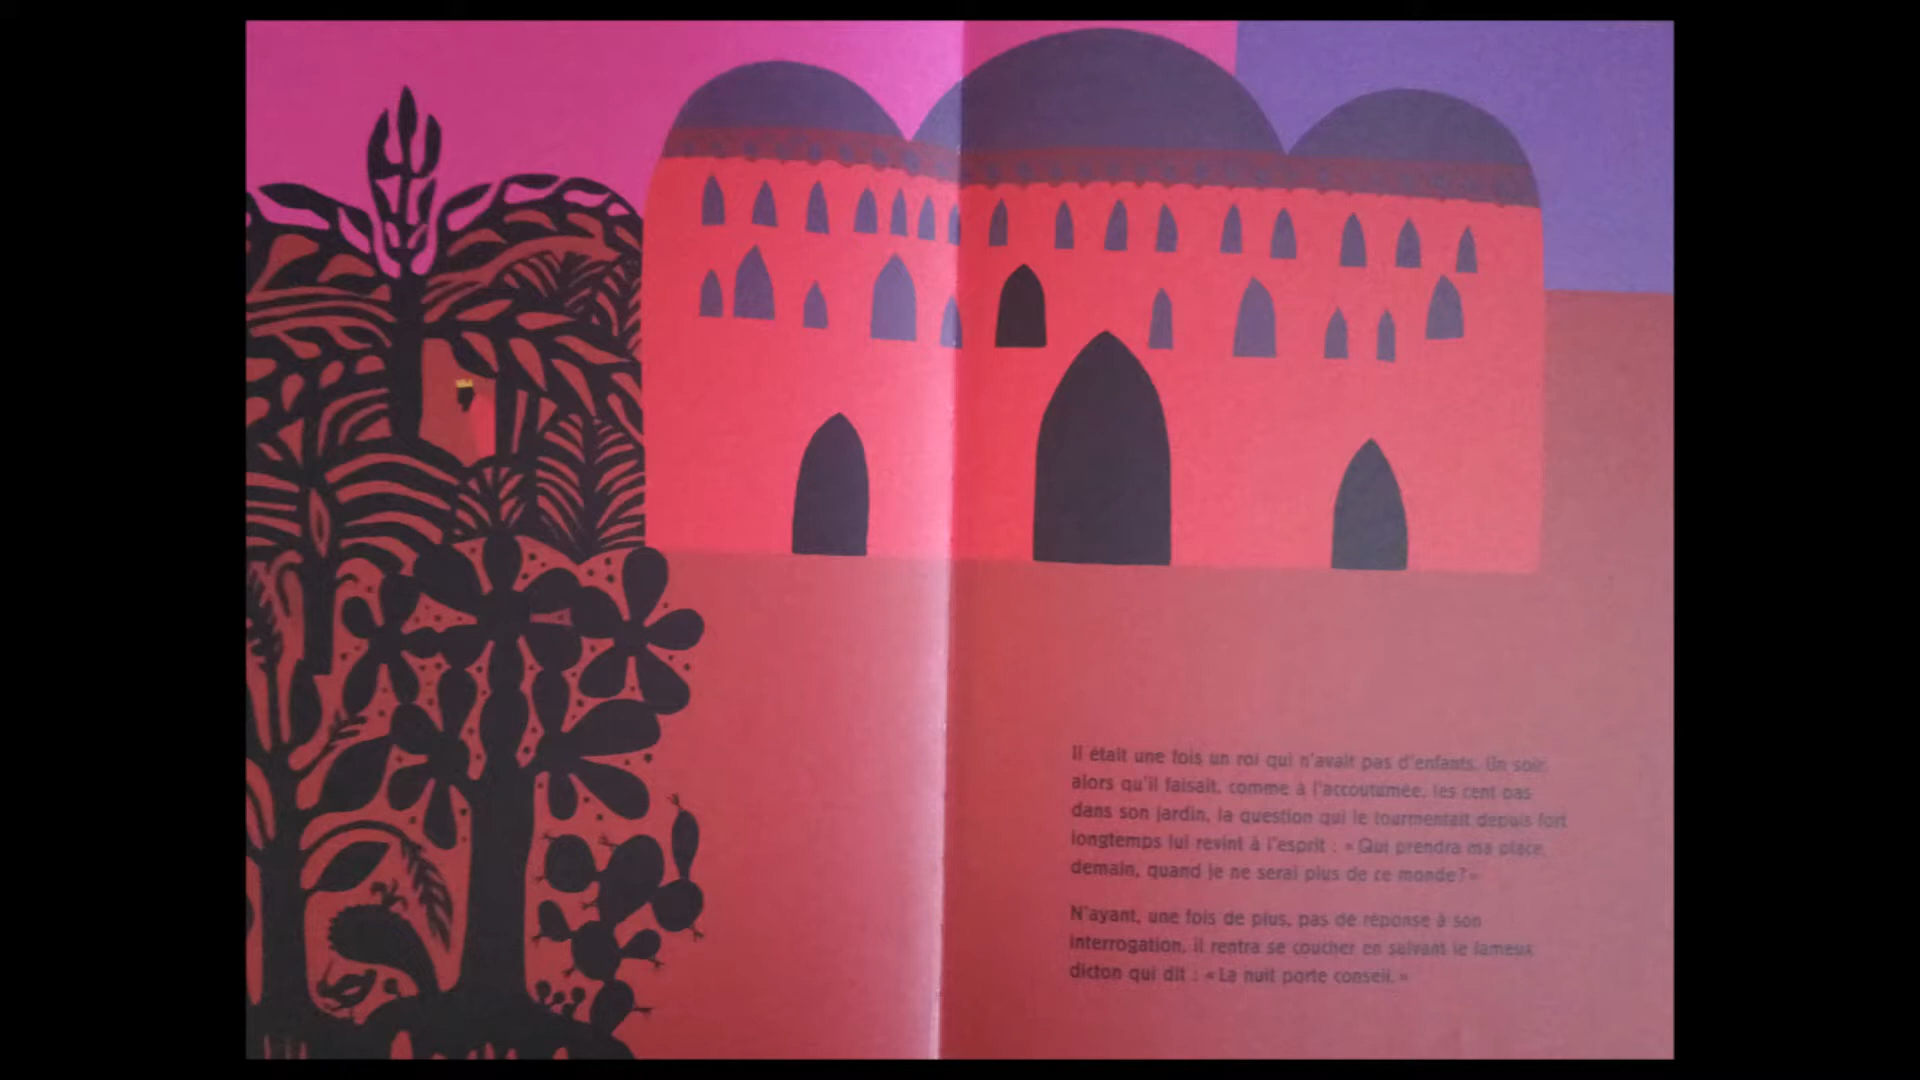 Il était une fois un roi qui n'avait pas d'enfants. Un soir,
alors qu'il faisait, comme à l'accoutumée, les cent pas
dans son jardin, la question qui le tourmentait depuis fort
longtemps lui revint à l'esprit : « Qui prendra ma place,
demain, quand je ne serai plus de ce monde ? »
N'ayant, une fois de plus, pas de réponse à son
interrogation, il rentra se coucher en suivant le fameux
dicton qui dit : « La nuit porte conseil. »